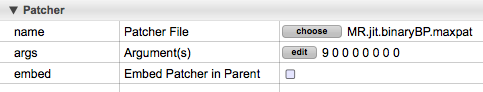 Patcher
name Patcher File choose MR.jit.binaryBP.maxpat
args Argument(s) edit 9 0 0 0 0 0 0 0
embed Embed Patcher in Parent